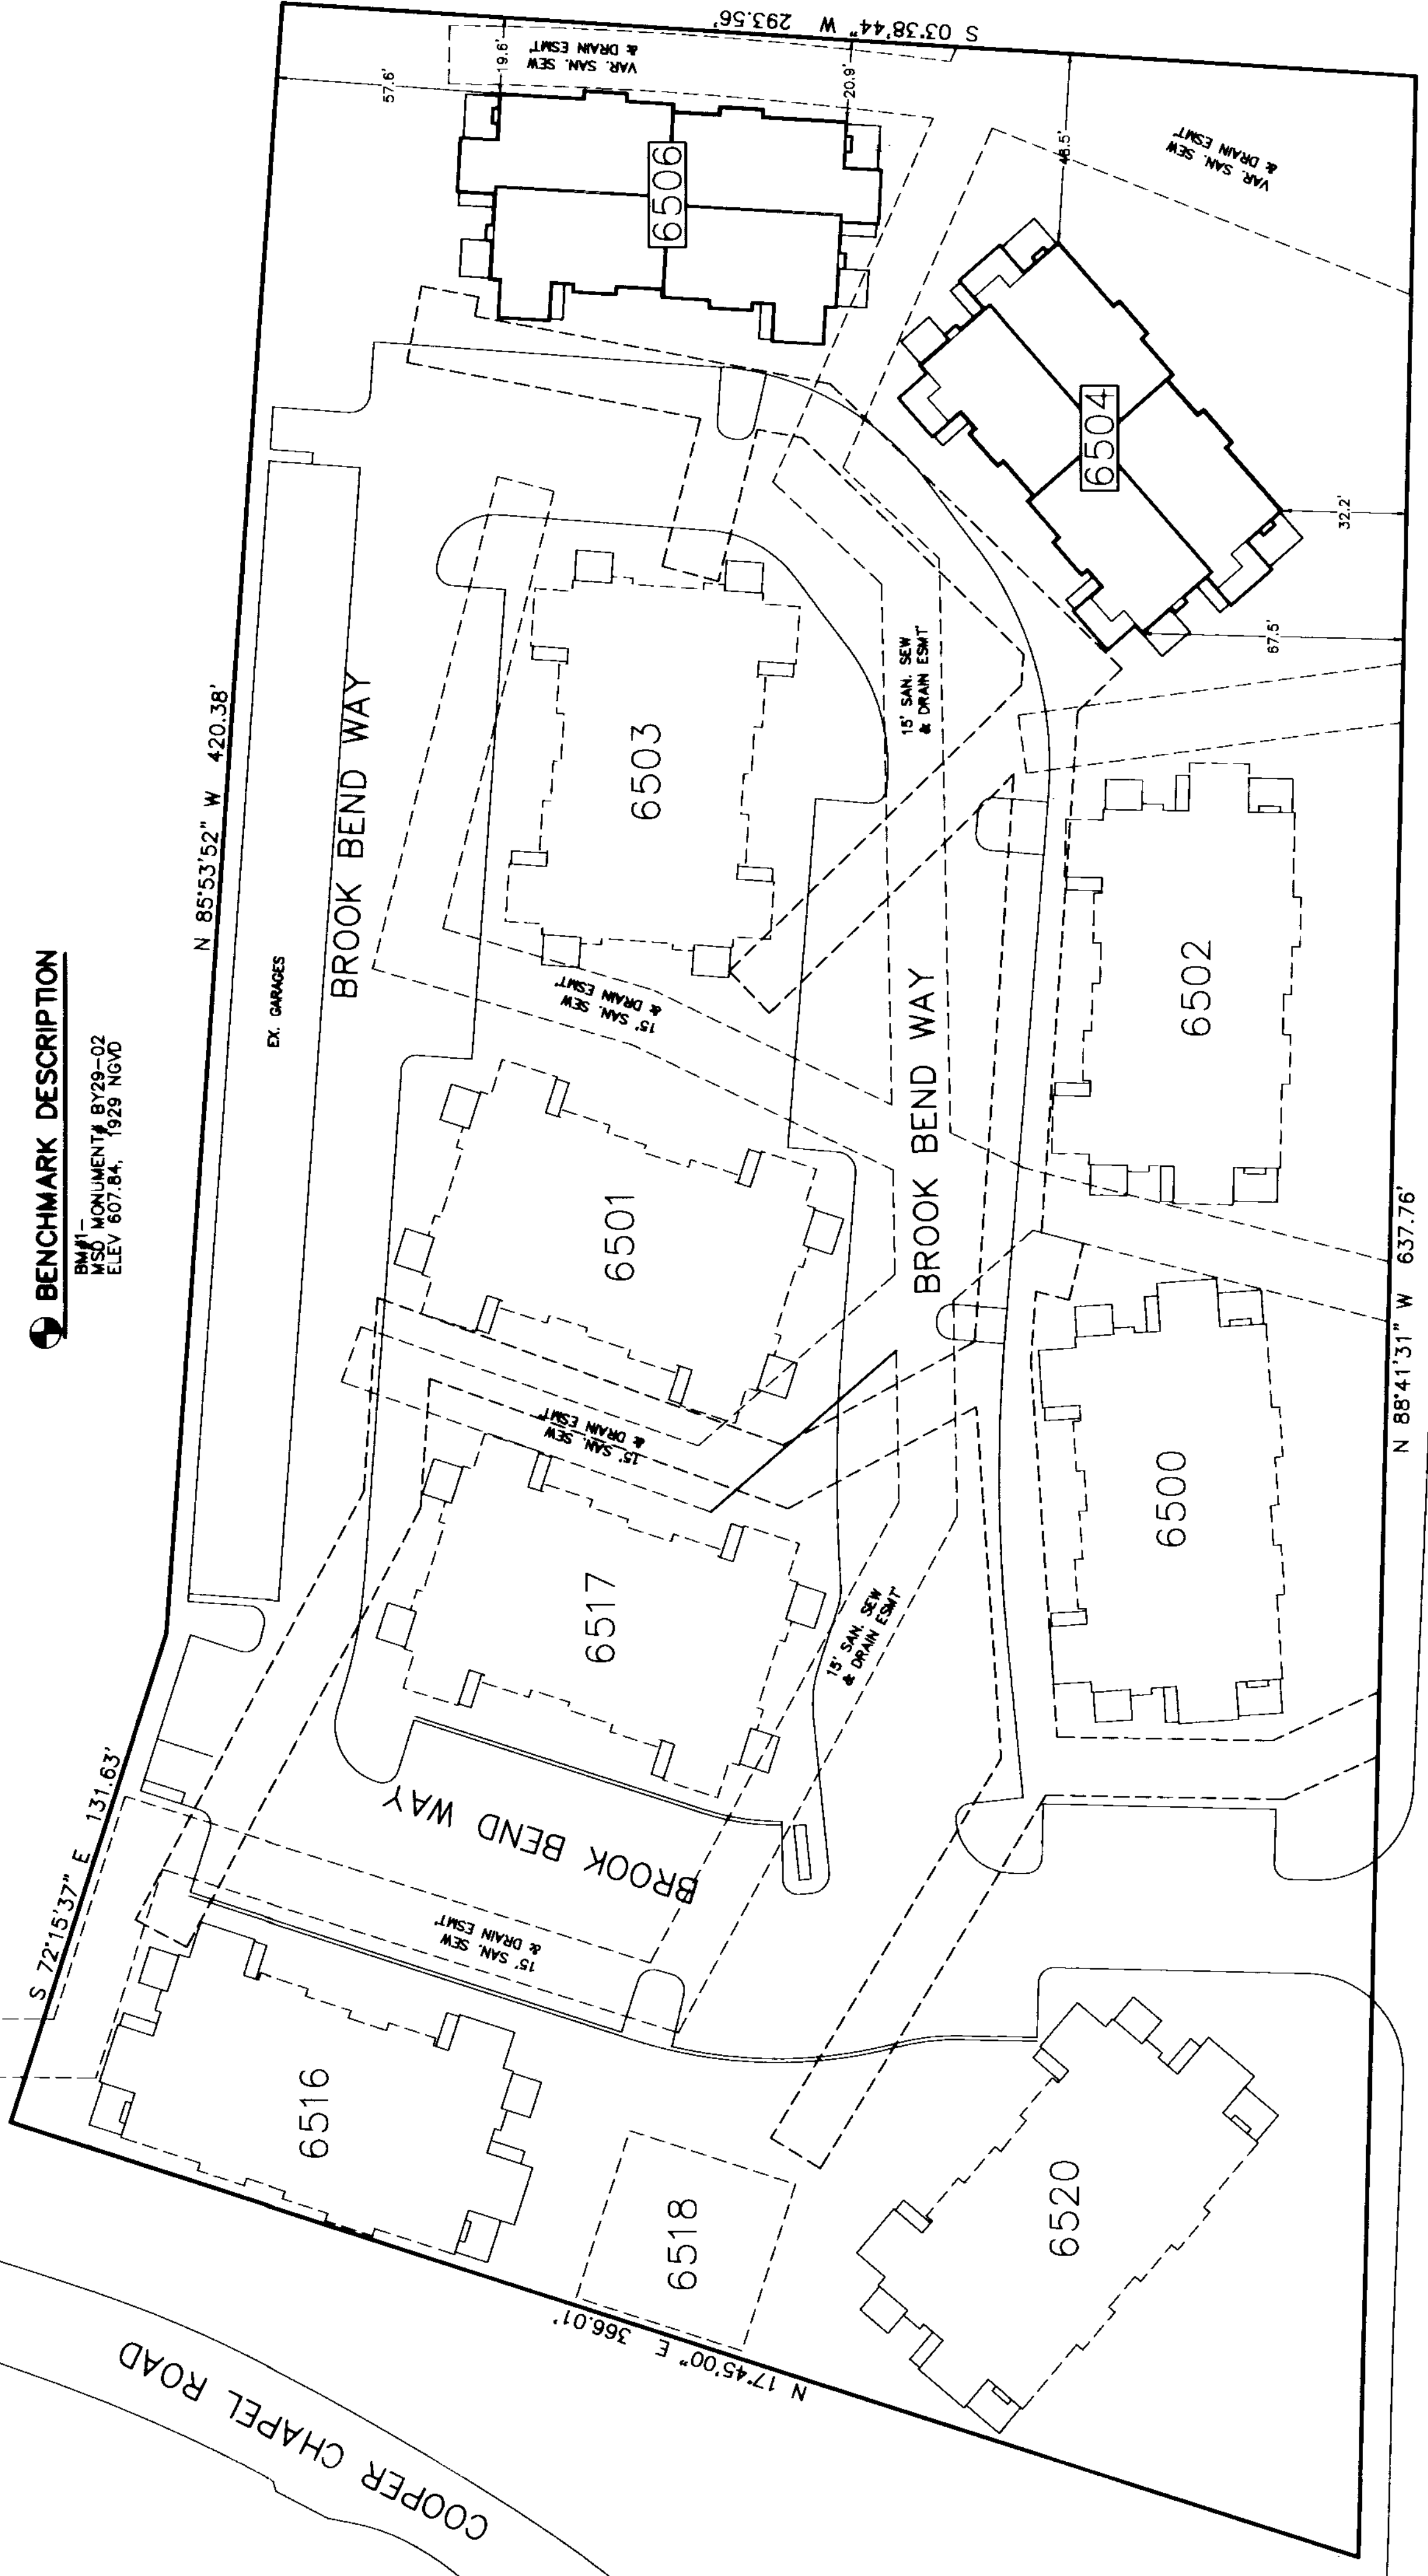 BENCHMARK DESCRIPTION
BM#1-
MSD MONUMENT# BY29-02
ELEV 607.84, 1929 NGVD
N 85°53'52" W 420.38'
S 72°15'37" E 131.63'
N 17°45'00" E 366.01'
N 88°41'31" W 637.76'
S 03°38'44" W 293.56'
COOPER CHAPEL ROAD
EX. GARAGES
BROOK BEND WAY
BROOK BEND WAY
BROOK BEND WAY
6516
6518
6520
6517
6500
6501
6502
6503
6504
6506
15' SAN. SEW
& DRAIN ESM'T
15' SAN. SEW
& DRAIN ESM'T
15' SAN. SEW
& DRAIN ESM'T
15' SAN. SEW
& DRAIN ESM'T
15' SAN. SEW
& DRAIN ESM'T
VAR. SAN. SEW
& DRAIN ESMT'
VAR. SAN. SEW
& DRAIN ESMT'
57.6'
19.6'
20.9'
48.5'
32.2'
67.5'